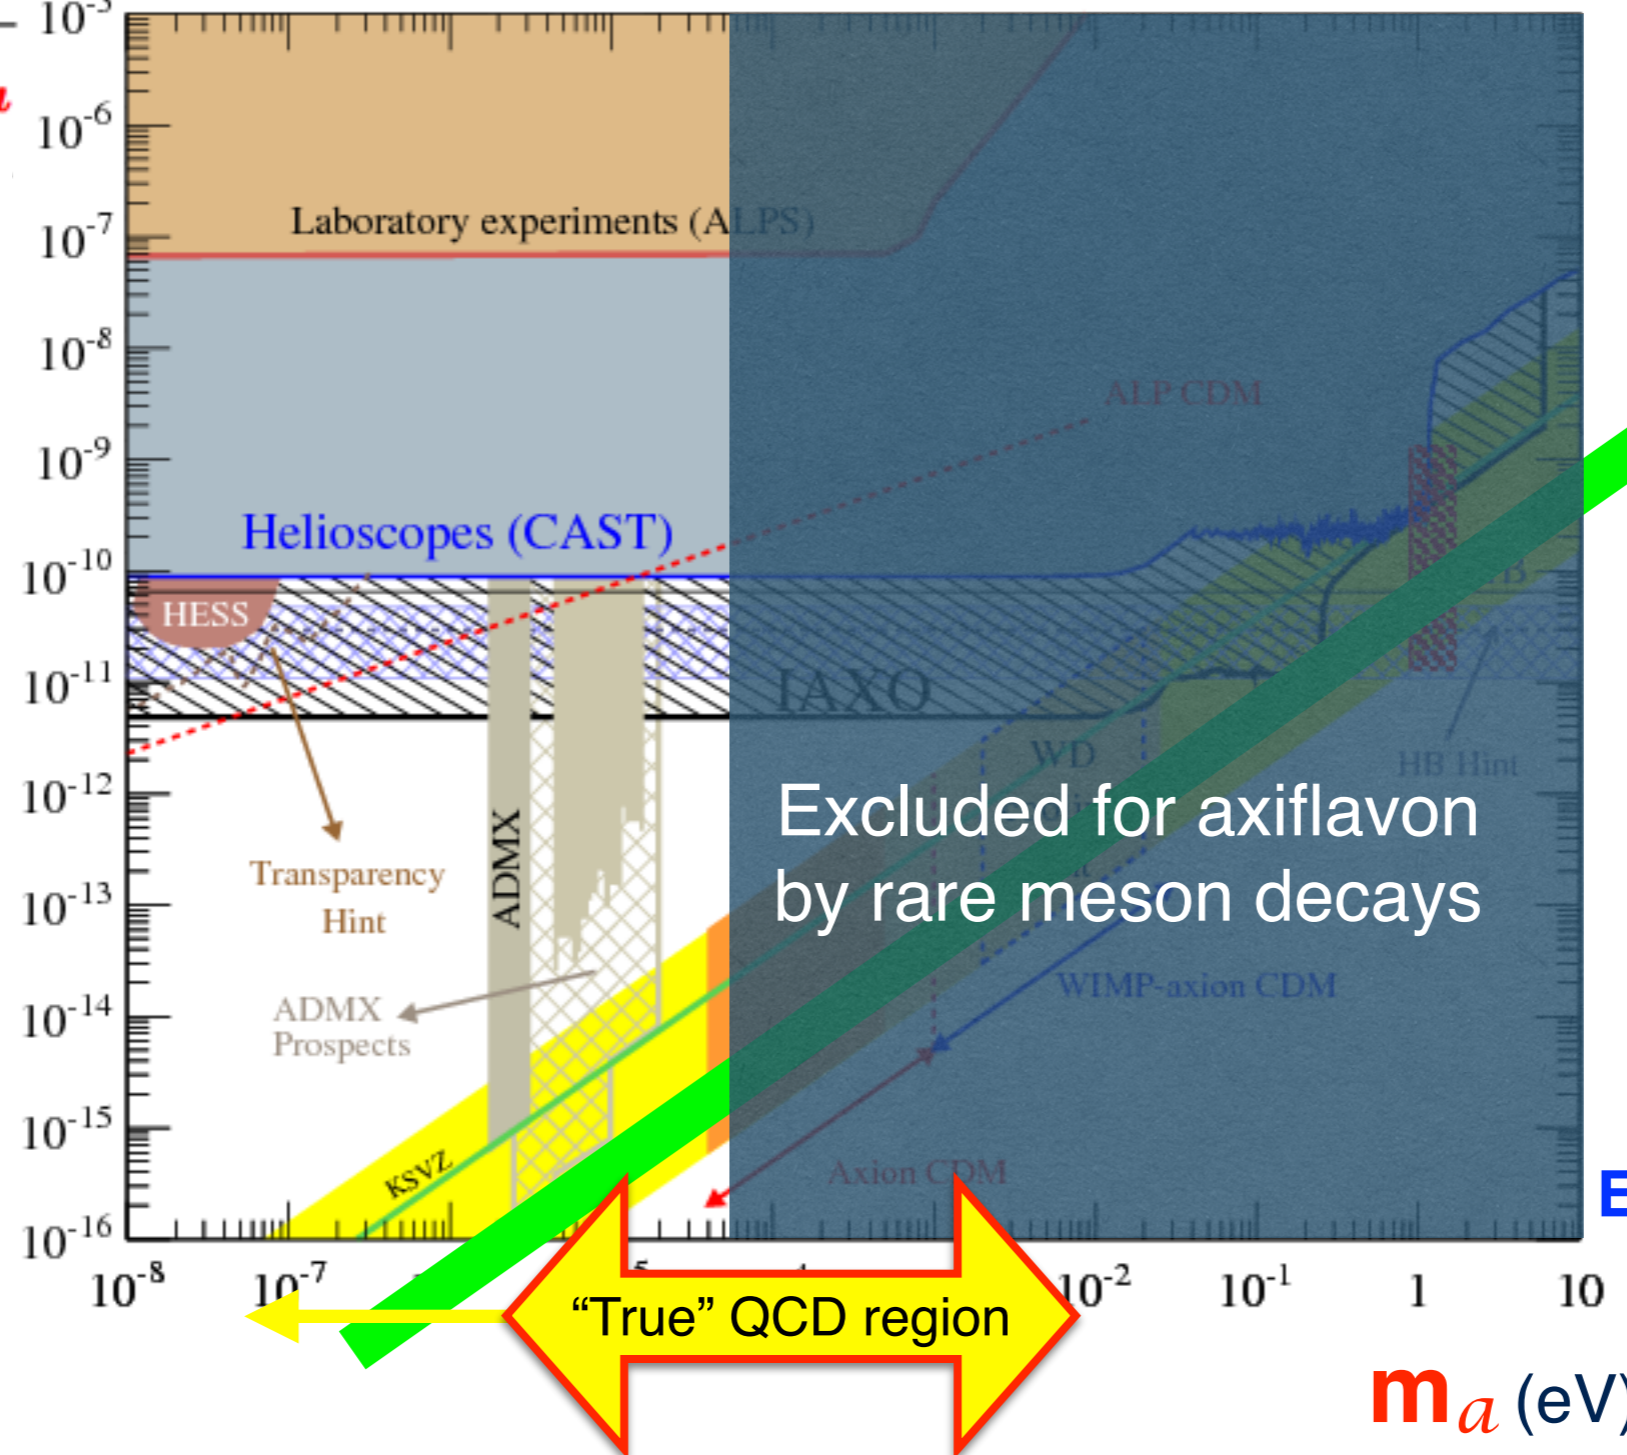 10⁻⁵
a
10⁻⁶
10⁻⁷
10⁻⁸
10⁻⁹
10⁻¹⁰
10⁻¹¹
10⁻¹²
10⁻¹³
10⁻¹⁴
10⁻¹⁵
10⁻¹⁶
Laboratory experiments (ALPS)
ALP CDM
Helioscopes (CAST)
HESS
IAXO
WD
HB Hint
Excluded for axiflavon
by rare meson decays
ADMX
Transparency
Hint
WIMP-axion CDM
ADMX
Prospects
KSVZ
Axion CDM
E
10⁻⁸
10⁻⁷
10⁻²
10⁻¹
1
10
“True” QCD region
mₐ (eV)